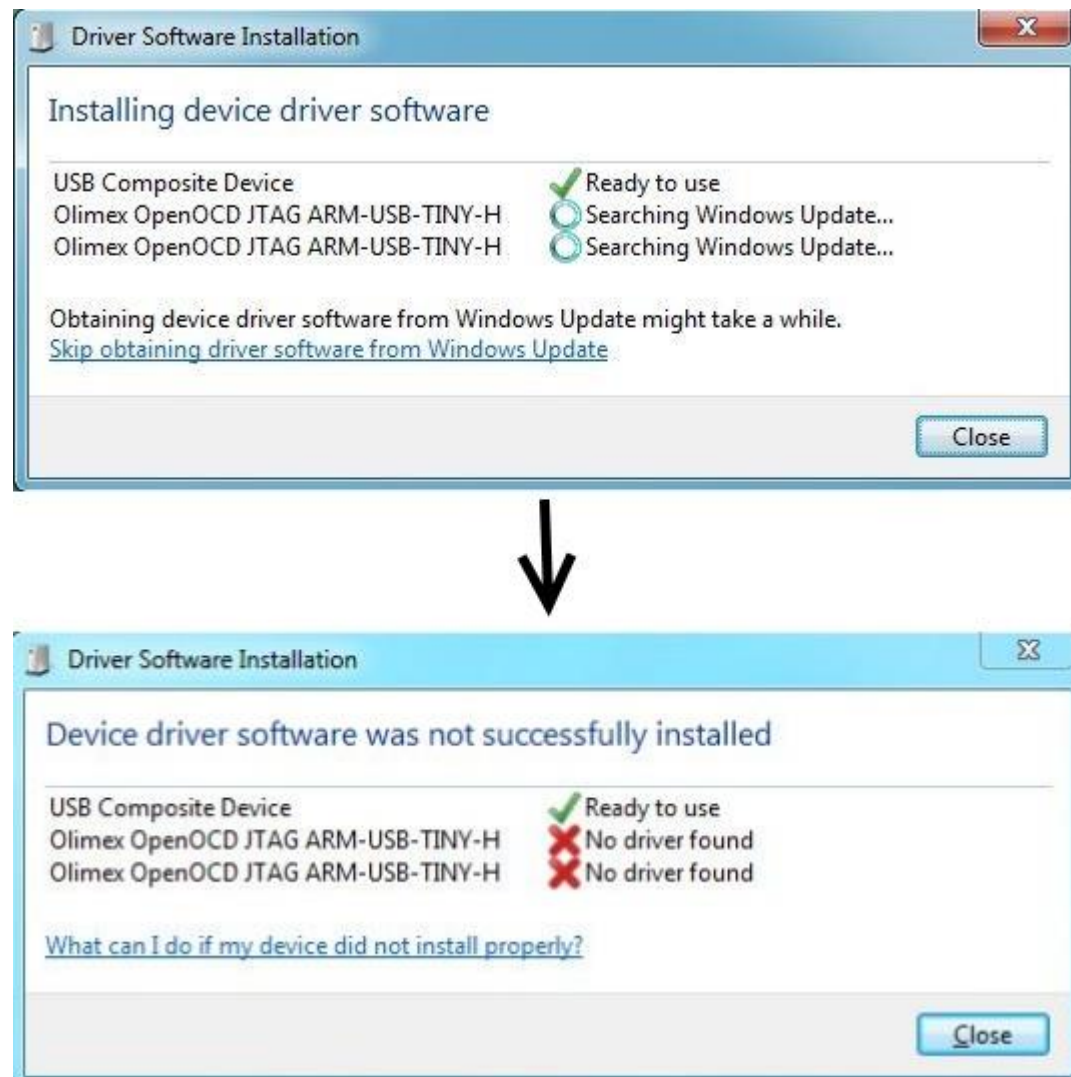 Driver Software Installation
Installing device driver software
USB Composite Device Ready to use
Olimex OpenOCD JTAG ARM-USB-TINY-H Searching Windows Update...
Olimex OpenOCD JTAG ARM-USB-TINY-H Searching Windows Update...
Obtaining device driver software from Windows Update might take a while.
Skip obtaining driver software from Windows Update
Close
Driver Software Installation
Device driver software was not successfully installed
USB Composite Device Ready to use
Olimex OpenOCD JTAG ARM-USB-TINY-H No driver found
Olimex OpenOCD JTAG ARM-USB-TINY-H No driver found
What can I do if my device did not install properly?
Close